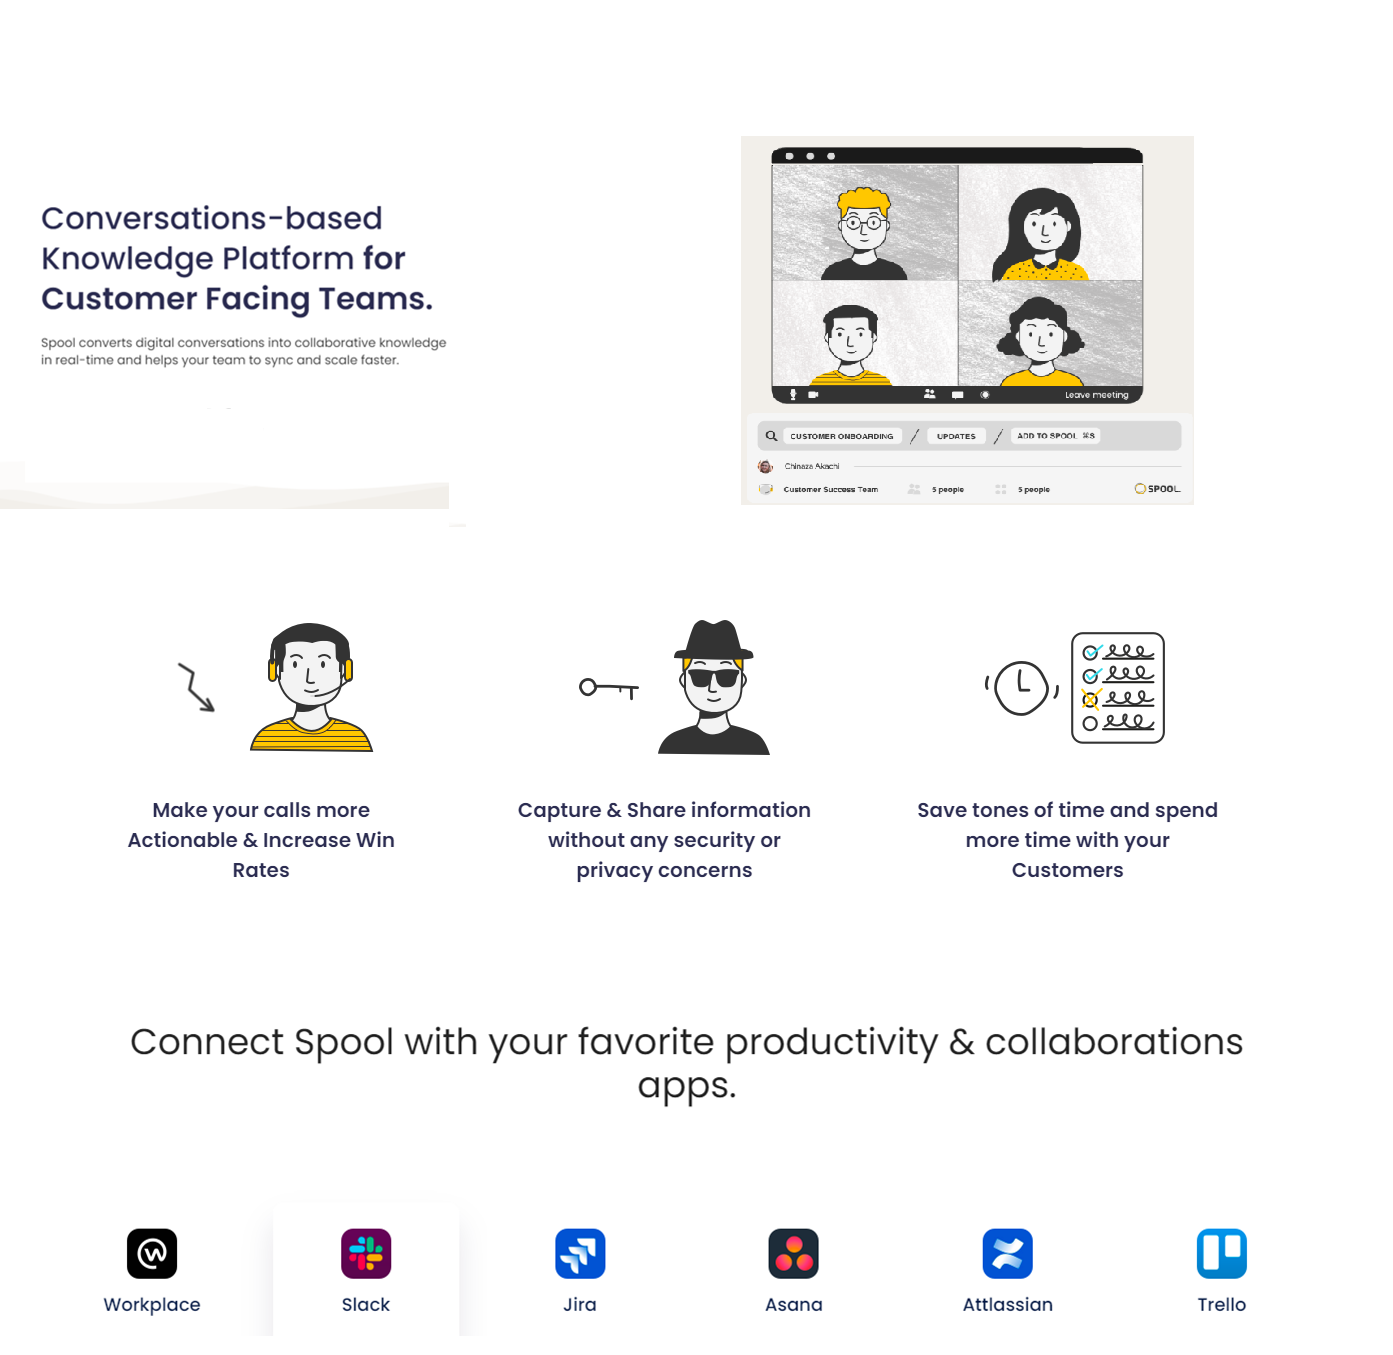 Conversations-based
Knowledge Platform for
Customer Facing Teams.
Spool converts digital conversations into collaborative knowledge
in real-time and helps your team to sync and scale faster.
Leave meeting
CUSTOMER ONBOARDING / UPDATES / ADD TO SPOOL ⌘S
Chinaza Akachi
Customer Success Team 5 people 5 people SPOOL
Make your calls more
Actionable & Increase Win
Rates
Capture & Share information
without any security or
privacy concerns
Save tones of time and spend
more time with your
Customers
Connect Spool with your favorite productivity & collaborations
apps.
Workplace Slack Jira Asana Attlassian Trello